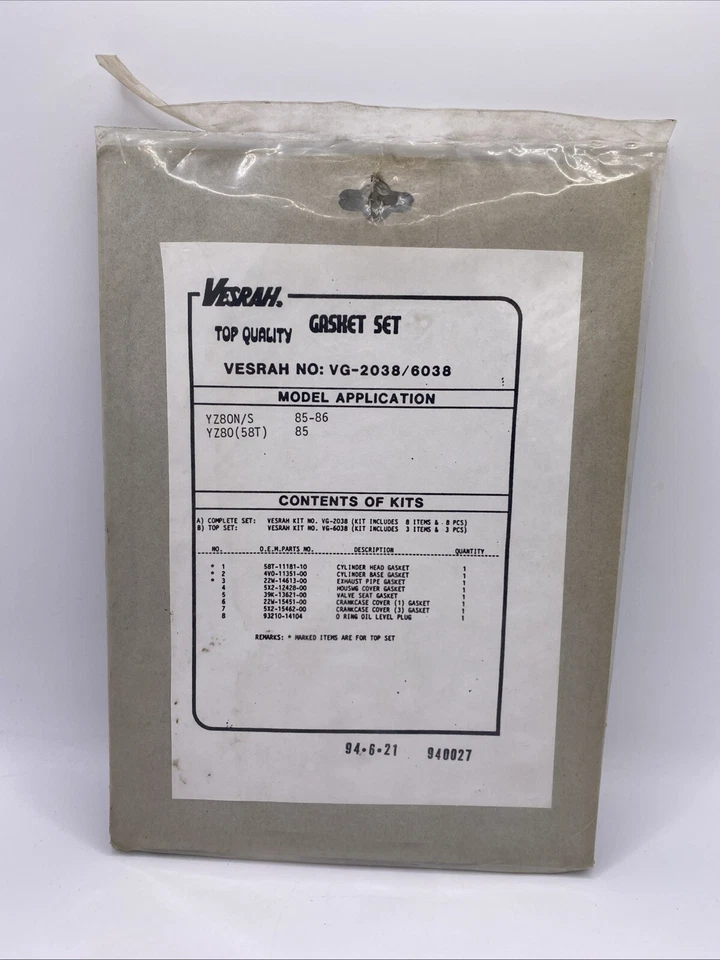 VESRAH®
TOP QUALITY GASKET SET
VESRAH NO: VG-2038/6038
MODEL APPLICATION
YZ80N/S 85-86
YZ80(58T) 85
CONTENTS OF KITS
A) COMPLETE SET: VESRAH KIT NO. VG-2038 (KIT INCLUDES 8 ITEMS & 8 PCS)
B) TOP SET: VESRAH KIT NO. VG-6038 (KIT INCLUDES 3 ITEMS & 3 PCS)
NO. O.E.M.PARTS NO. DESCRIPTION QUANTITY
* 1 58T-11181-10 CYLINDER HEAD GASKET 1
* 2 4V0-11351-00 CYLINDER BASE GASKET 1
* 3 22W-14613-00 EXHAUST PIPE GASKET 1
4 5X2-12428-00 HOUSNG COVER GASKET 1
5 39K-13621-00 VALVE SEAT GASKET 1
6 22W-15451-00 CRANKCASE COVER (1) GASKET 1
7 5X2-15462-00 CRANKCASE COVER (3) GASKET 1
8 93210-14104 O RING OIL LEVEL PLUG 1
REMARKS: * MARKED ITEMS ARE FOR TOP SET
94•6•21 940027